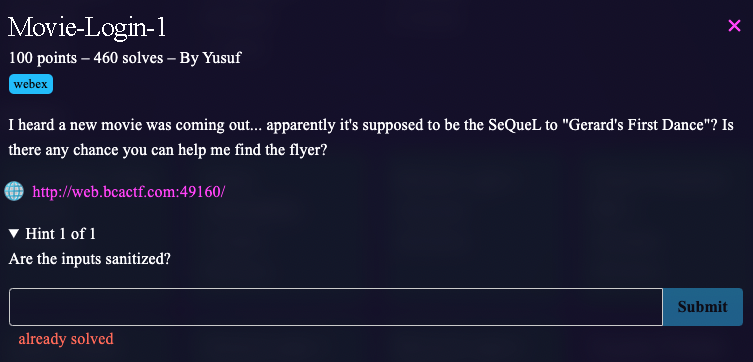 Movie-Login-1
100 points – 460 solves – By Yusuf
webex
I heard a new movie was coming out... apparently it's supposed to be the SeQueL to "Gerard's First Dance"? Is
there any chance you can help me find the flyer?
http://web.bcactf.com:49160/
▼ Hint 1 of 1
Are the inputs sanitized?
Submit
already solved